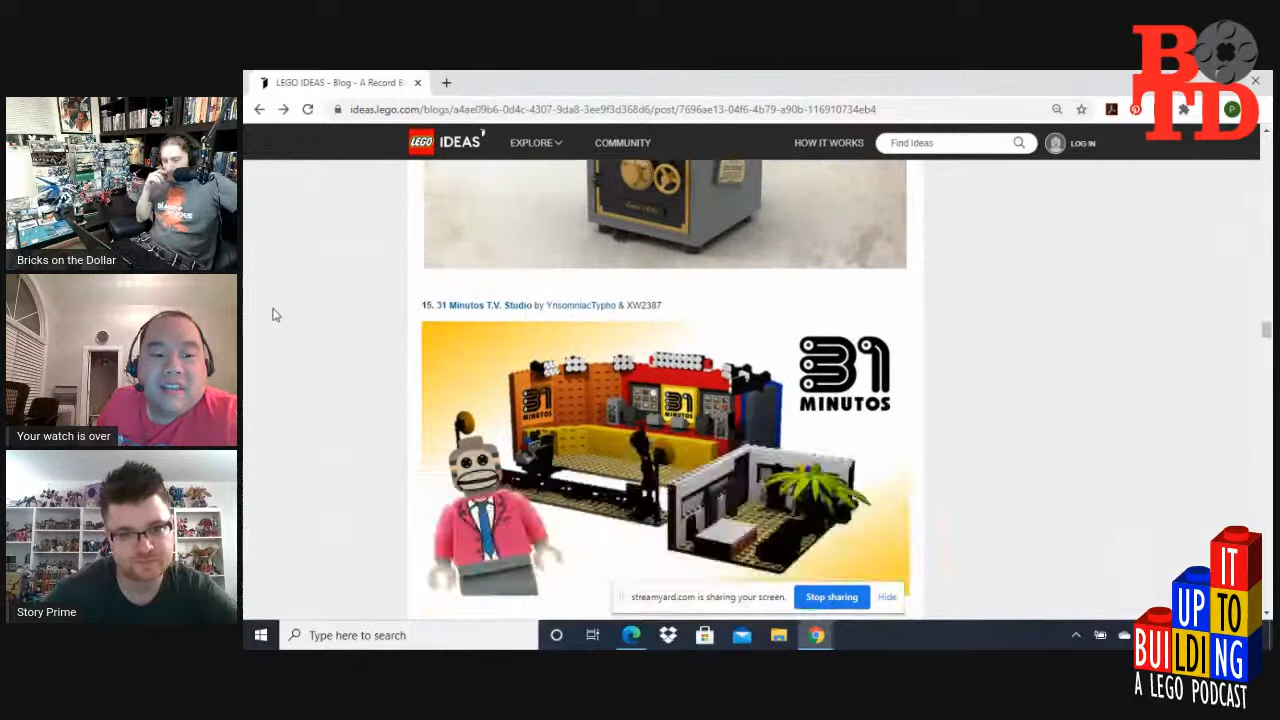 BOTD
LEGO IDEAS - Blog - A Record B
ideas.lego.com/blogs/a4ae09b6-0d4c-4307-9da8-3ee9f3d368d6/post/7696ae13-04f6-4b79-a90b-116910734eb4
P
LEGO IDEAS
EXPLORE
COMMUNITY
HOW IT WORKS
Find Ideas
LOG IN
15. 31 Minutos T.V. Studio by YnsomniacTypho & XW2387
31
MINUTOS
31
MINUTOS
31
MINUTOS
Bricks on the Dollar
Your watch is over
Story Prime
streamyard.com is sharing your screen.
Stop sharing
Hide
Type here to search
IT
UP TO
BUILDING
A LEGO PODCAST